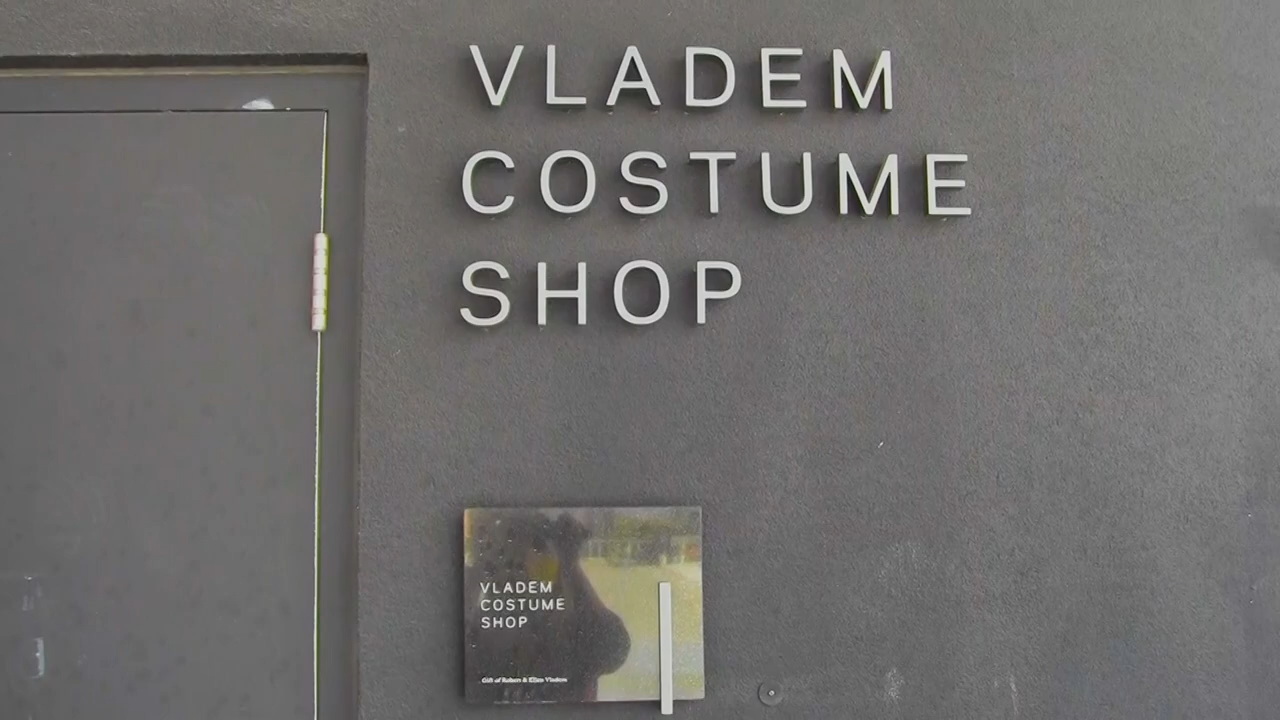 VLADEM
COSTUME
SHOP
VLADEM
COSTUME
SHOP
Gift of Robert & Ellen Vladem